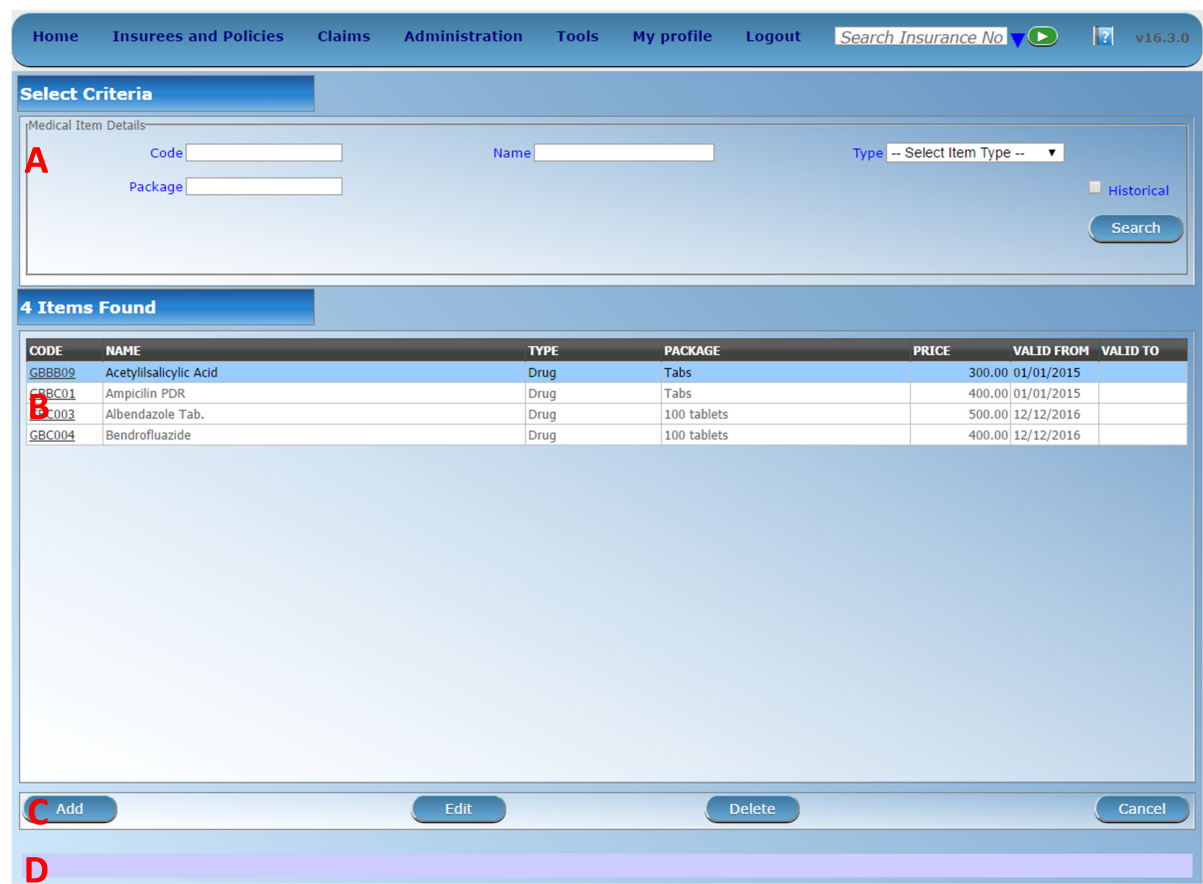 Home Insurees and Policies Claims Administration Tools My profile Logout Search Insurance No ? v16.3.0
Select Criteria
Medical Item Details
A Code Name Type -- Select Item Type --
Package Historical
Search
4 Items Found
CODE NAME TYPE PACKAGE PRICE VALID FROM VALID TO
GBBB09 Acetylilsalicylic Acid Drug Tabs 300.00 01/01/2015
Ampicilin PDR Drug Tabs 400.00 01/01/2015
B Albendazole Tab. Drug 100 tablets 500.00 12/12/2016
GBC004 Bendrofluazide Drug 100 tablets 400.00 12/12/2016
C Add Edit Delete Cancel
D